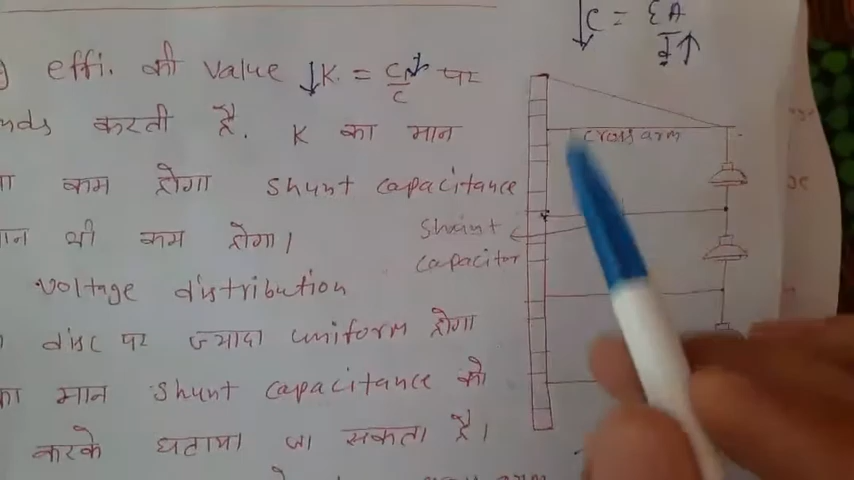 C = εA
d
effi. की value K = CN पर
C
करती है. K का मान
कम होगा shunt capacitance
भी कम होगा।
voltage distribution
disc पर ज्यादा uniform होगा
मान shunt capacitance को
करके घटाया जा सकता है।
cross arm
shunt
capacitor